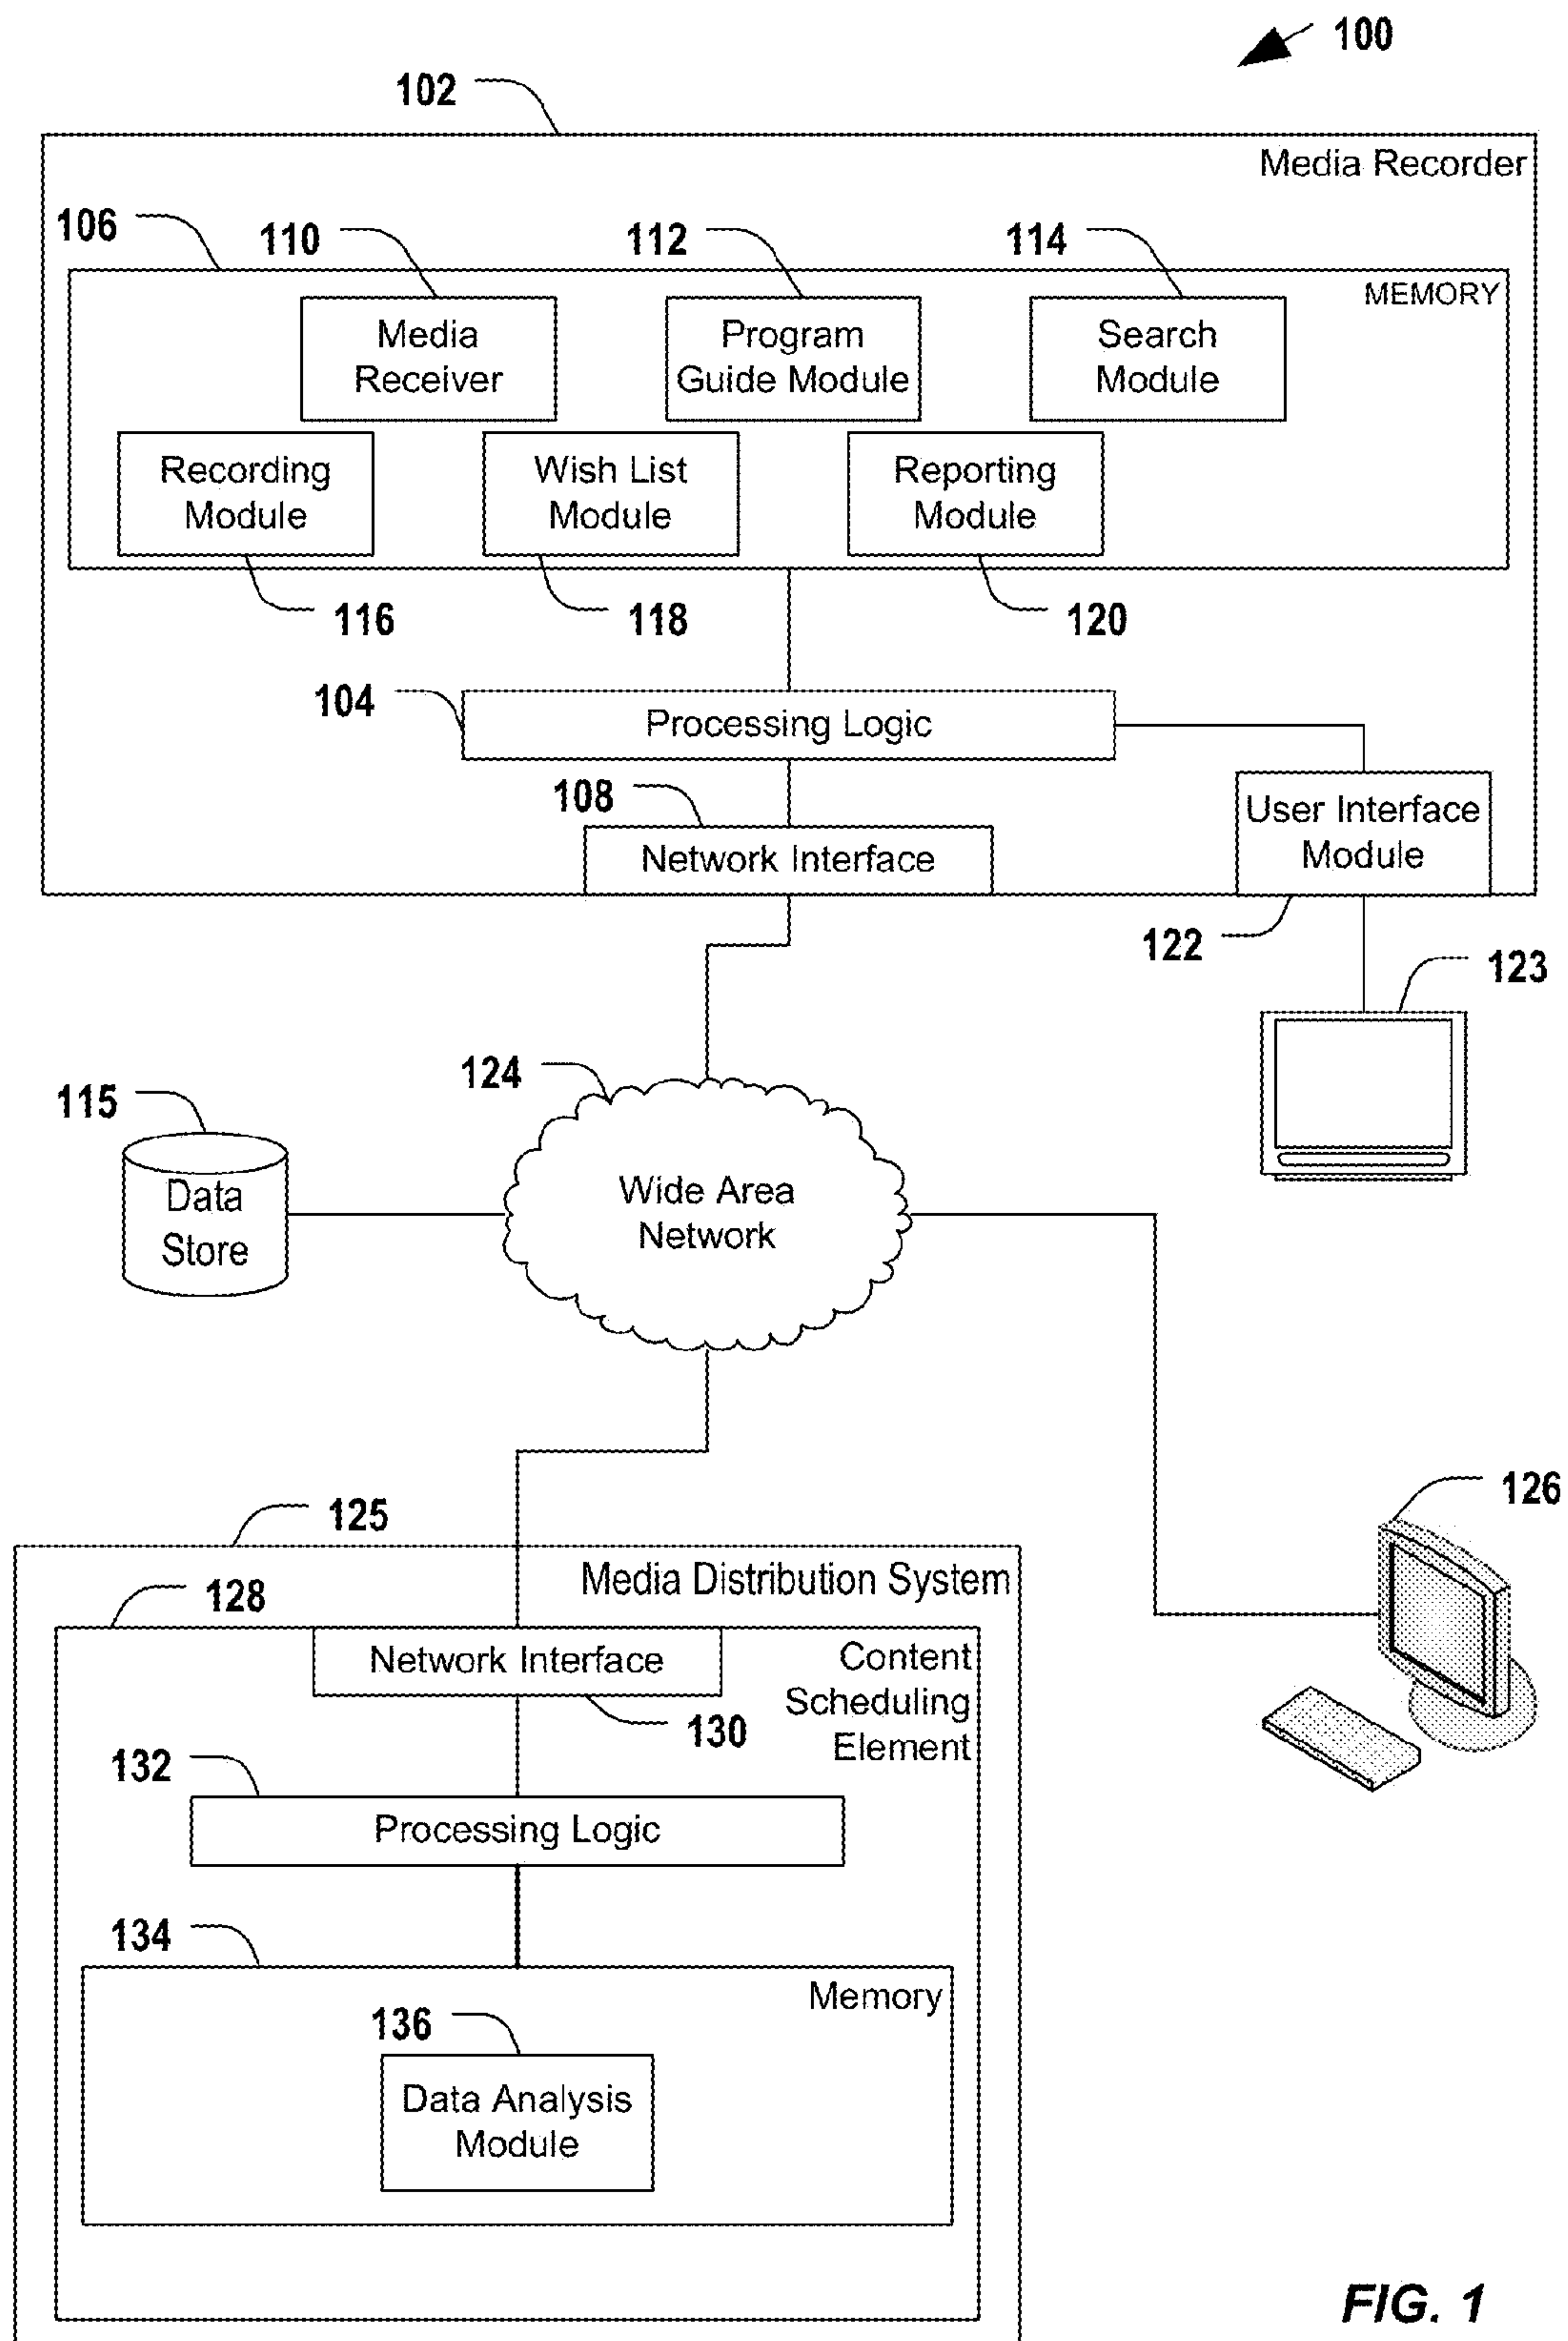 100
102
Media Recorder
106
110
112
114
MEMORY
Media
Receiver
Program
Guide Module
Search
Module
Recording
Module
Wish List
Module
Reporting
Module
116
118
120
104
Processing Logic
108
Network Interface
User Interface
Module
122
123
124
115
Data
Store
Wide Area
Network
126
125
Media Distribution System
128
Network Interface
Content
Scheduling
Element
130
132
Processing Logic
134
Memory
136
Data Analysis
Module
FIG. 1